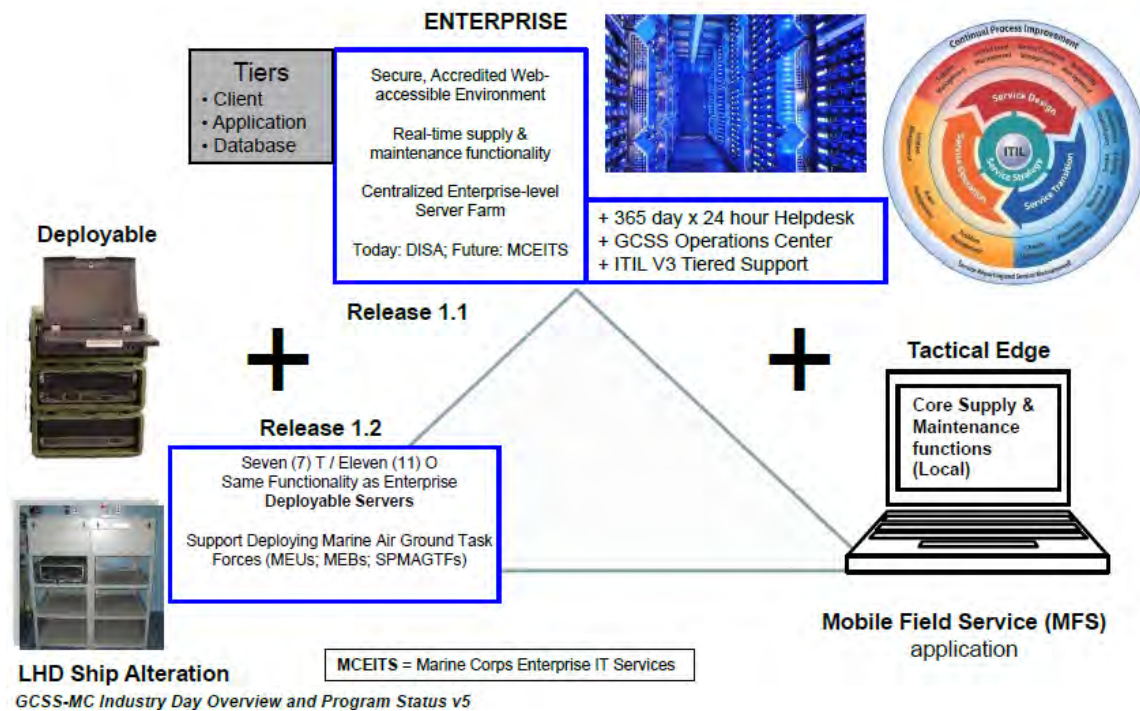 ENTERPRISE
Tiers
• Client
• Application
• Database
Secure, Accredited Web-
accessible Environment
Real-time supply &
maintenance functionality
Centralized Enterprise-level
Server Farm
Today: DISA; Future: MCEITS
+ 365 day x 24 hour Helpdesk
+ GCSS Operations Center
+ ITIL V3 Tiered Support
Continual Process Improvement
Service Design
ITIL
Service Strategy
Service Operation
Service Transition
Deployable
Release 1.1
+
+
Tactical Edge
Core Supply &
Maintenance
functions
(Local)
Release 1.2
Seven (7) T / Eleven (11) O
Same Functionality as Enterprise
Deployable Servers
Support Deploying Marine Air Ground Task
Forces (MEUs; MEBs; SPMAGTFs)
Mobile Field Service (MFS)
application
MCEITS = Marine Corps Enterprise IT Services
LHD Ship Alteration
GCSS-MC Industry Day Overview and Program Status v5